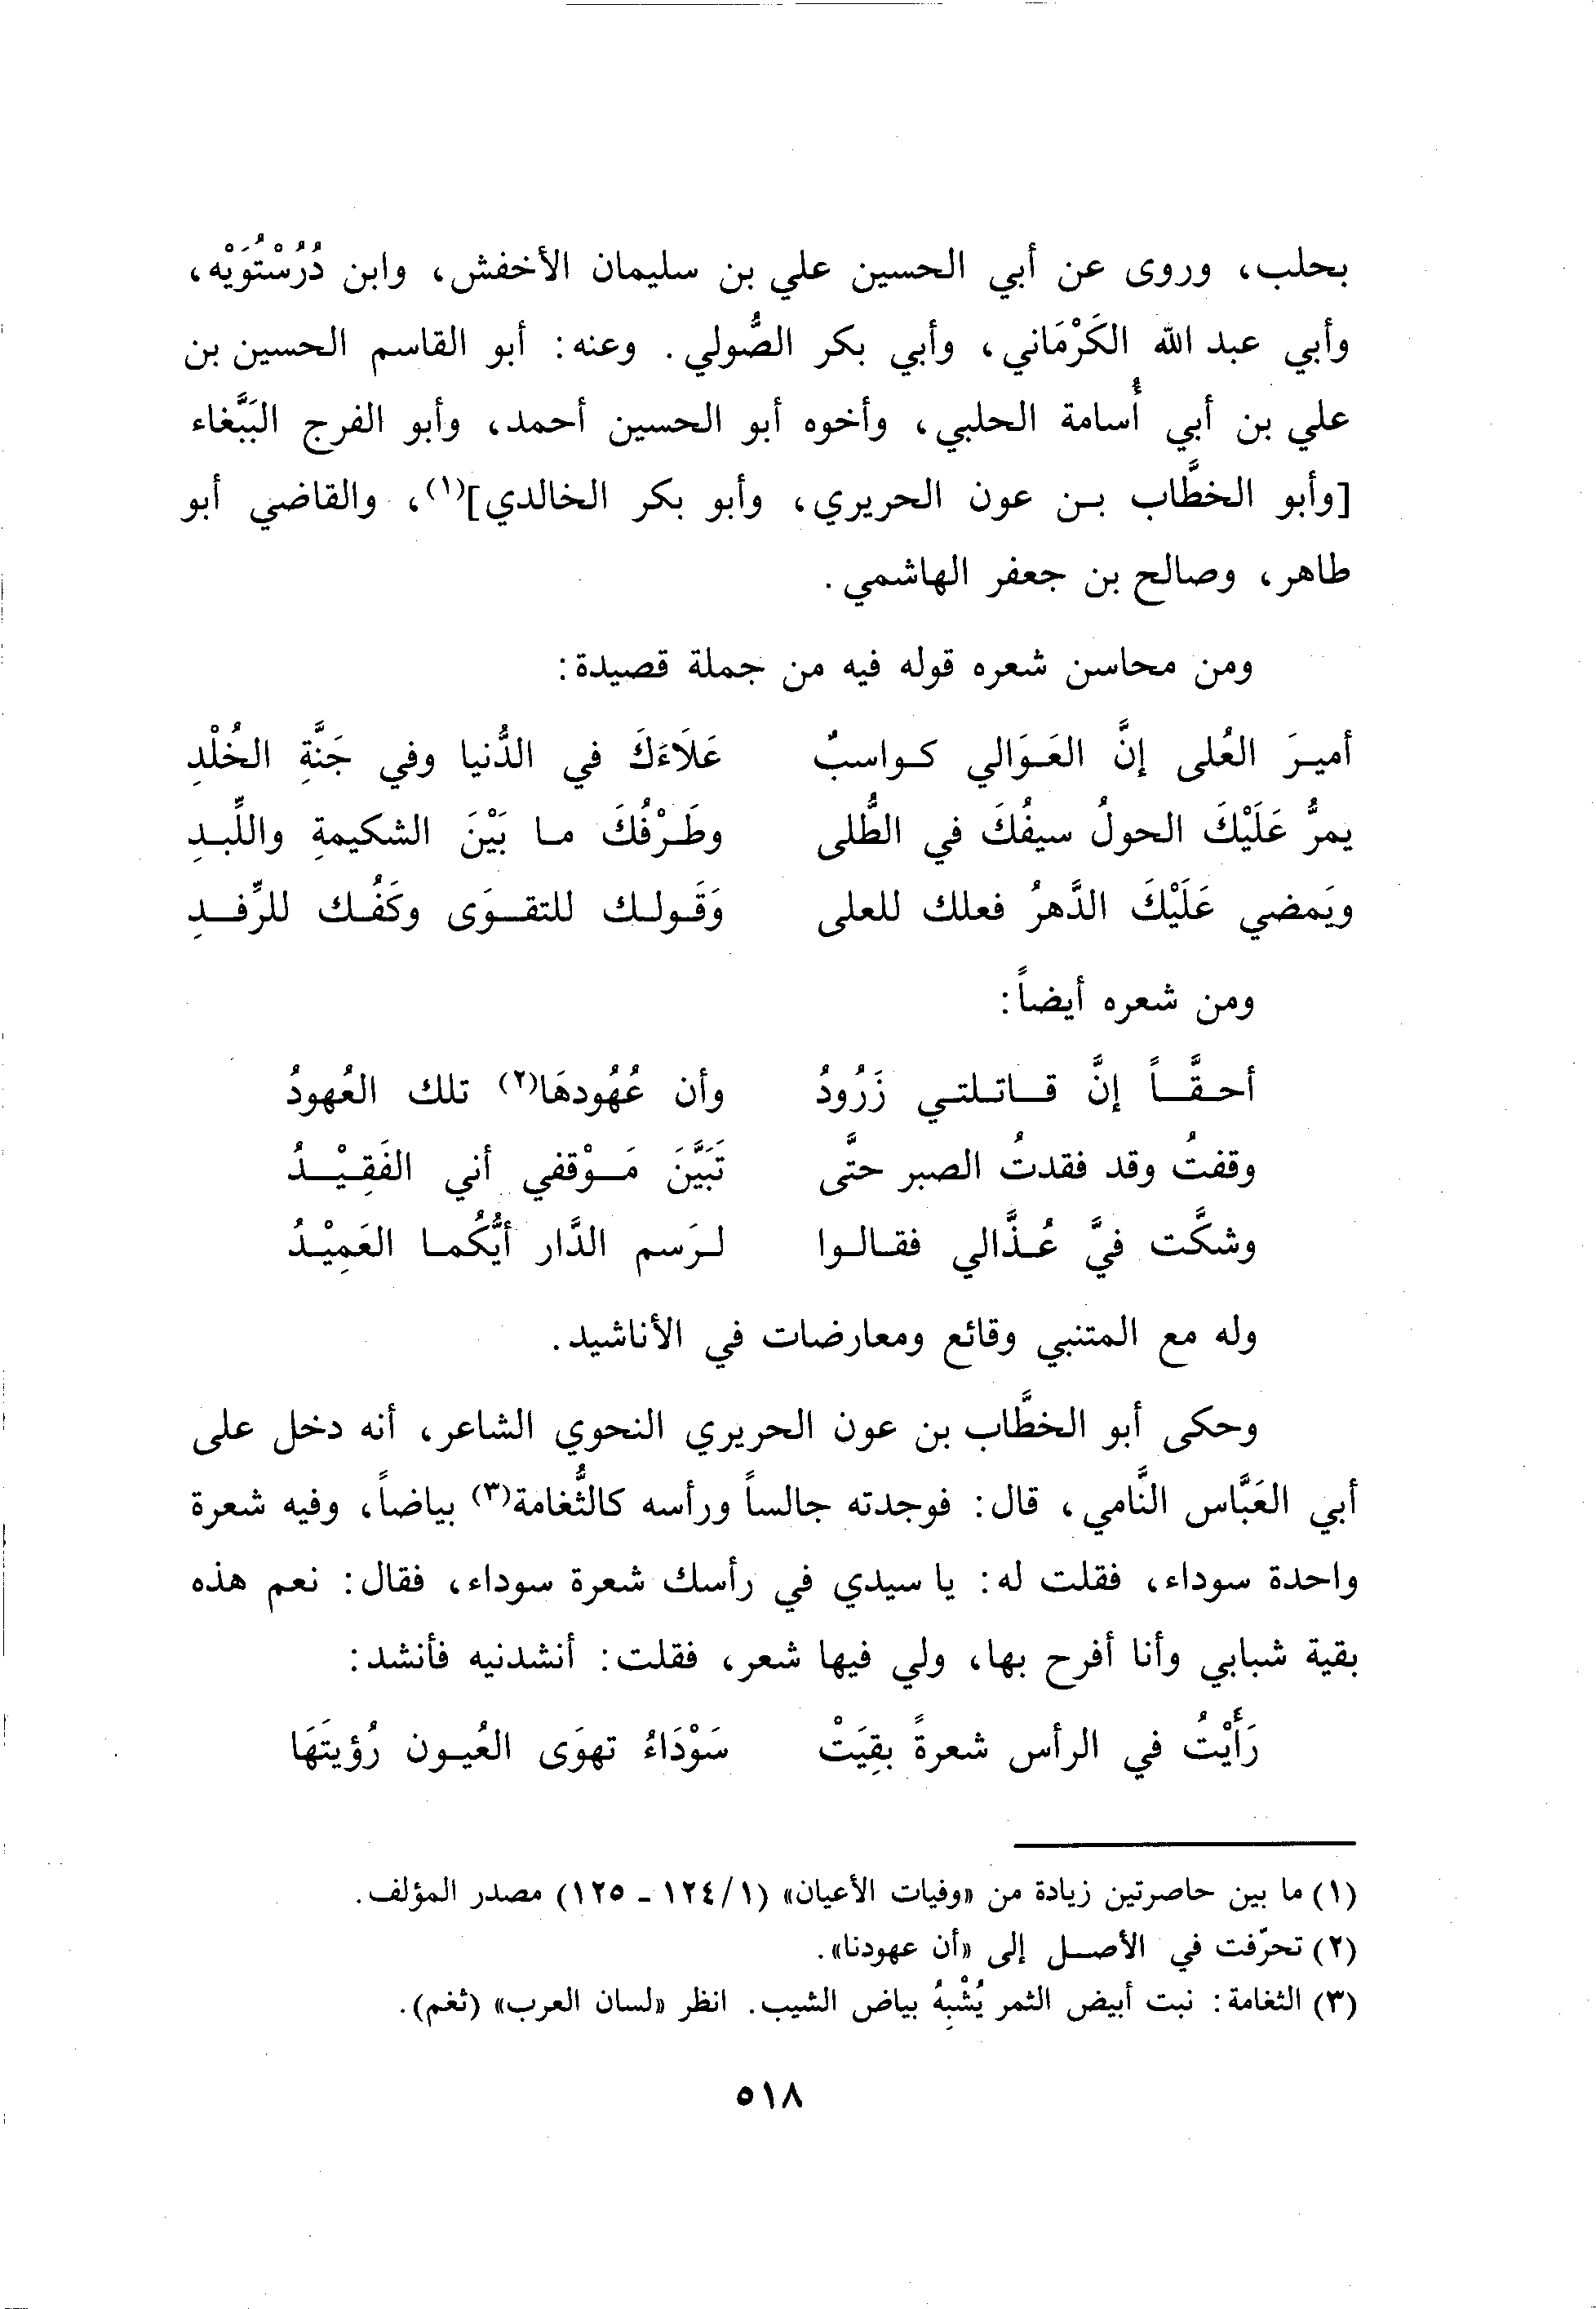 بحلب، وروى عن أبي الحسين علي بن سليمان الأخفش، وابن دُرُسْتُوَيْه،
وأبي عبد الله الكَرْمَاني، وأبي بكر الصُّولي. وعنه: أبو القاسم الحسين بن
علي بن أبي أُسامة الحلبي، وأخوه أبو الحسين أحمد، وأبو الفرج البَبَّغاء
[وأبو الخطَّاب بن عون الحريري، وأبو بكر الخالدي](١)، والقاضي أبو
طاهر، وصالح بن جعفر الهاشمي.
ومن محاسن شعره قوله فيه من جملة قصيدة:
أميرَ العُلى إنَّ العَوَالي كواسبٌ عَلَاءَكَ في الدُّنيا وفي جَنَّةِ الخُلْدِ
يمرُّ عَلَيْكَ الحولُ سيفُكَ في الطُّلى وطَرْفُكَ ما بَيْنَ الشكيمةِ واللِّبدِ
ويَمضي عَلَيْكَ الدَّهرُ فعلك للعلى وَقَولك للتقوَى وكَفُك للرِّفدِ
ومن شعره أيضاً:
أحقَّاً إنَّ قاتلتي زَرُودُ وأن عُهُودهَا(٢) تلك العُهودُ
وقفتُ وقد فقدتُ الصبر حتَّى تَبَيَّنَ مَوْقفي أني الفَقِيْدُ
وشكَّت فيَّ عُذَّالي فقالوا لرَسم الدَّار أيُّكُما العَمِيْدُ
وله مع المتنبي وقائع ومعارضات في الأناشيد.
وحكى أبو الخطَّاب بن عون الحريري النحوي الشاعر، أنه دخل على
أبي العَبَّاس النَّامي، قال: فوجدته جالساً ورأسه كالثُّغامة(٣) بياضاً، وفيه شعرة
واحدة سوداء، فقلت له: يا سيدي في رأسك شعرة سوداء، فقال: نعم هذه
بقية شبابي وأنا أفرح بها، ولي فيها شعر، فقلت: أنشدنيه فأنشد:
رَأَيْتُ في الرأس شعرةً بقِيَتْ سَوْدَاءُ تهوَى العُيون رُؤيتَهَا
(١) ما بين حاصرتين زيادة من «وفيات الأعيان» (١/١٢٤ - ١٢٥) مصدر المؤلف.
(٢) تحرّفت في الأصل إلى «أن عهودنا».
(٣) الثغامة: نبت أبيض الثمر يُشْبِهُ بياض الشيب. انظر «لسان العرب» (ثغم).
٥١٨